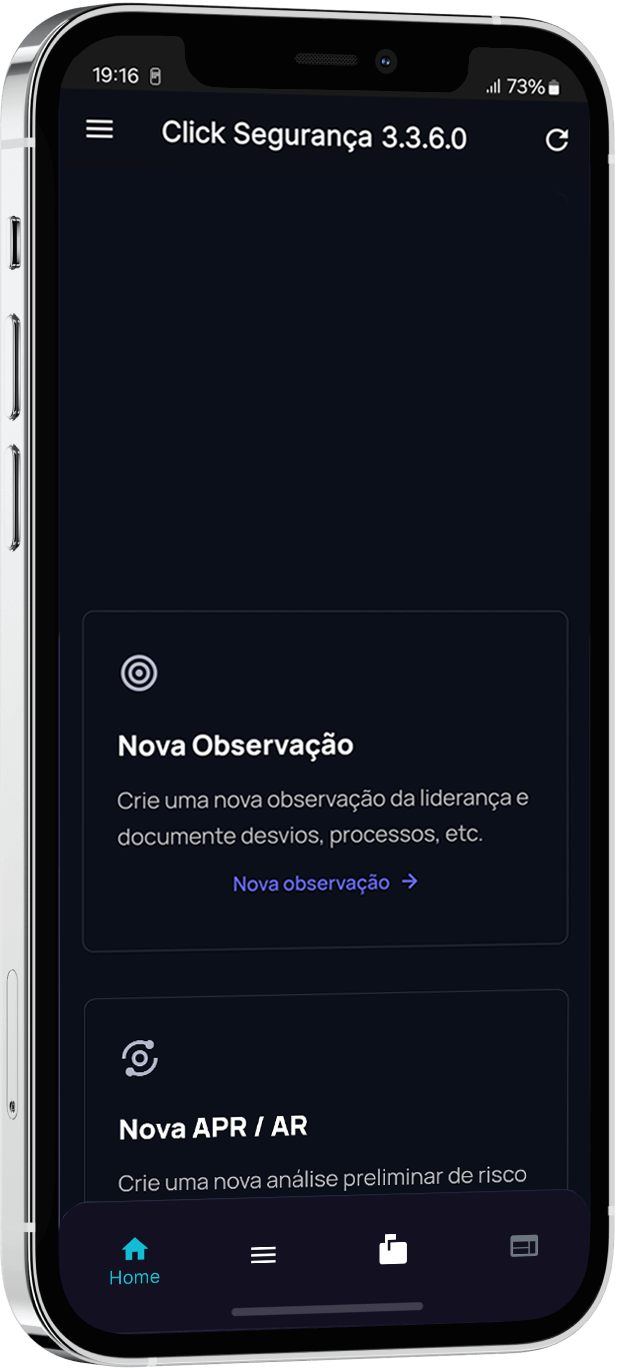 19:16
73%
Click Segurança 3.3.6.0
Nova Observação
Crie uma nova observação da liderança e
documente desvios, processos, etc.
Nova observação →
Nova APR / AR
Crie uma nova análise preliminar de risco
Home